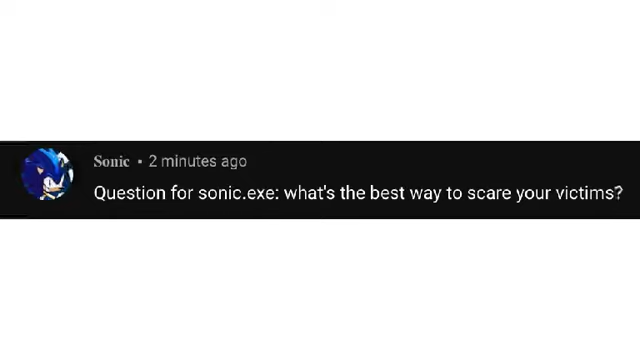 Sonic • 2 minutes ago
Question for sonic.exe: what's the best way to scare your victims?